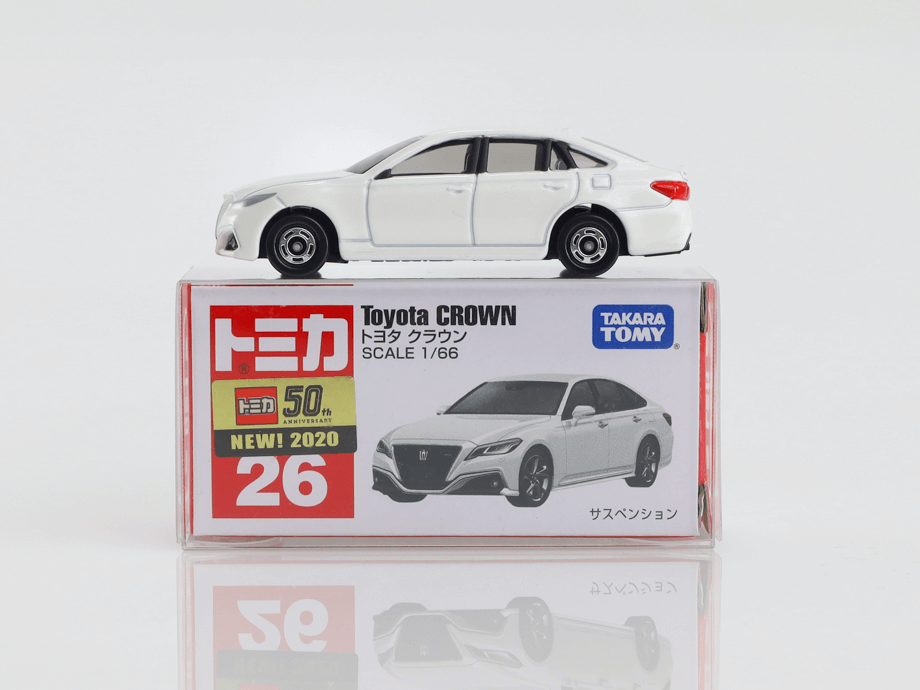 トミカ
®
Toyota CROWN
トヨタ クラウン
SCALE 1/66
TAKARA
TOMY
®
トミカ 50th
ANNIVERSARY
NEW! 2020
26
サスペンション